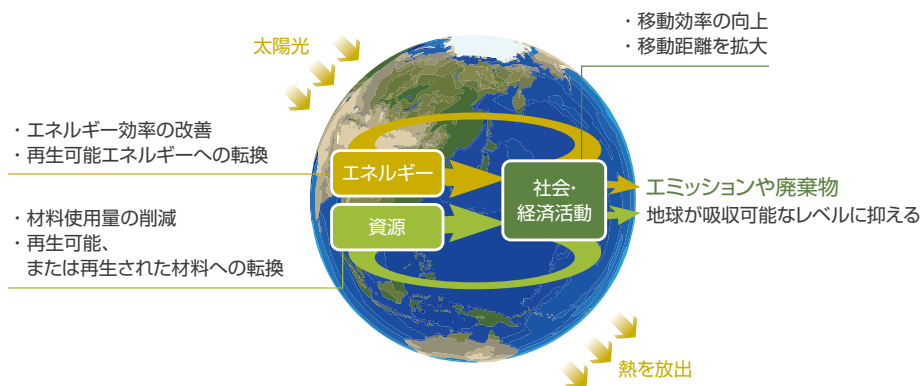 ・移動効率の向上
・移動距離を拡大
太陽光
・エネルギー効率の改善
・再生可能エネルギーへの転換
エネルギー
社会・
経済活動
エミッションや廃棄物
地球が吸収可能なレベルに抑える
・材料使用量の削減
・再生可能、
または再生された材料への転換
資源
熱を放出